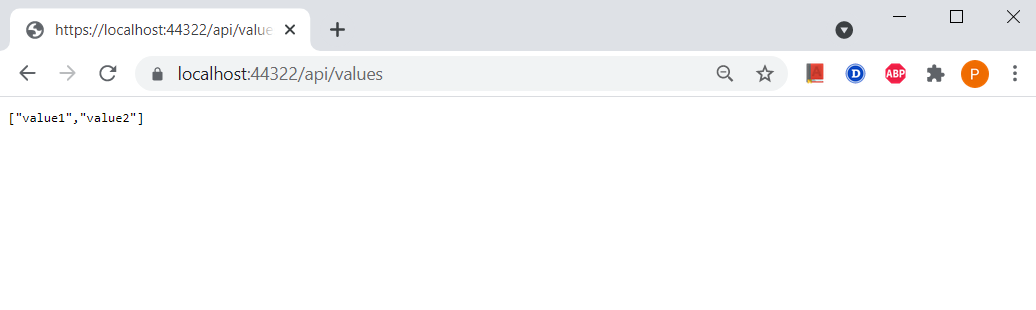 https://localhost:44322/api/value
localhost:44322/api/values
A
D
ABP
P
["value1","value2"]